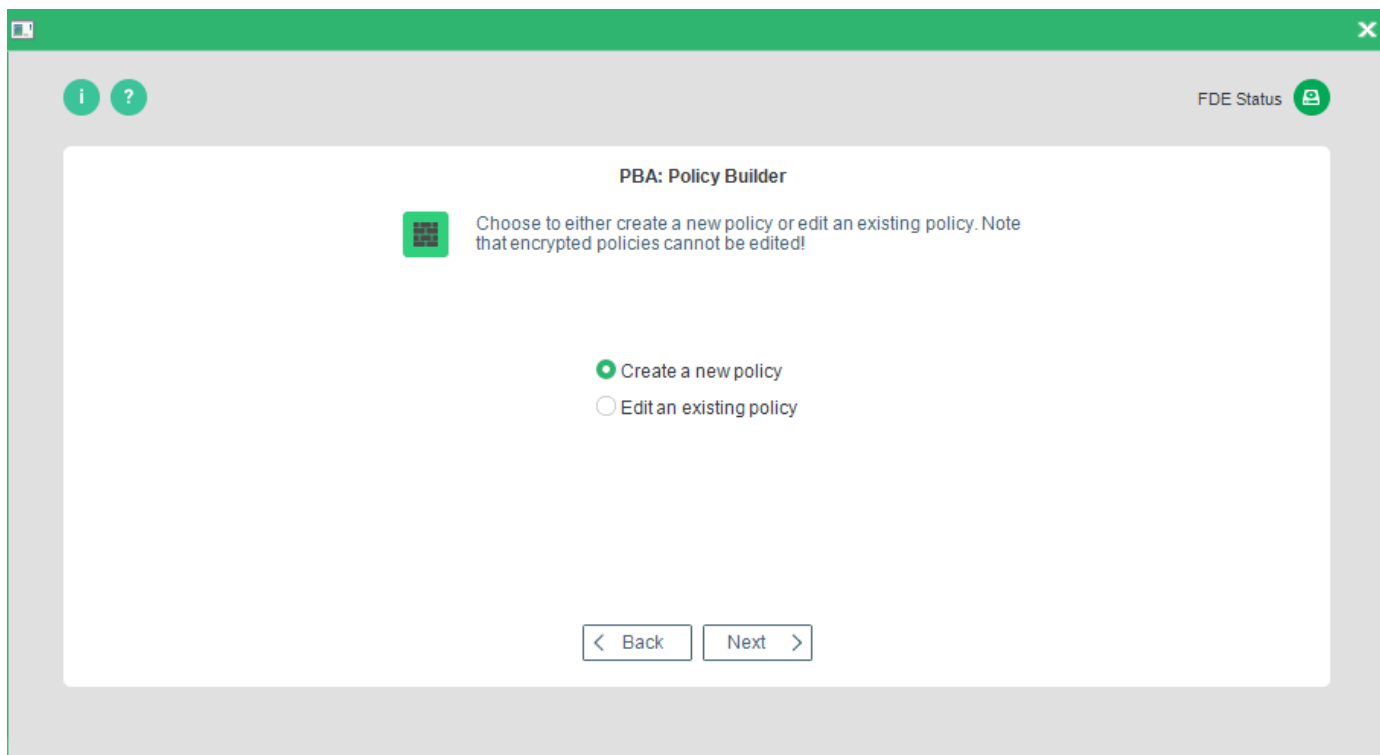 i ?
FDE Status
PBA: Policy Builder
Choose to either create a new policy or edit an existing policy. Note
that encrypted policies cannot be edited!
Create a new policy
Edit an existing policy
Back Next